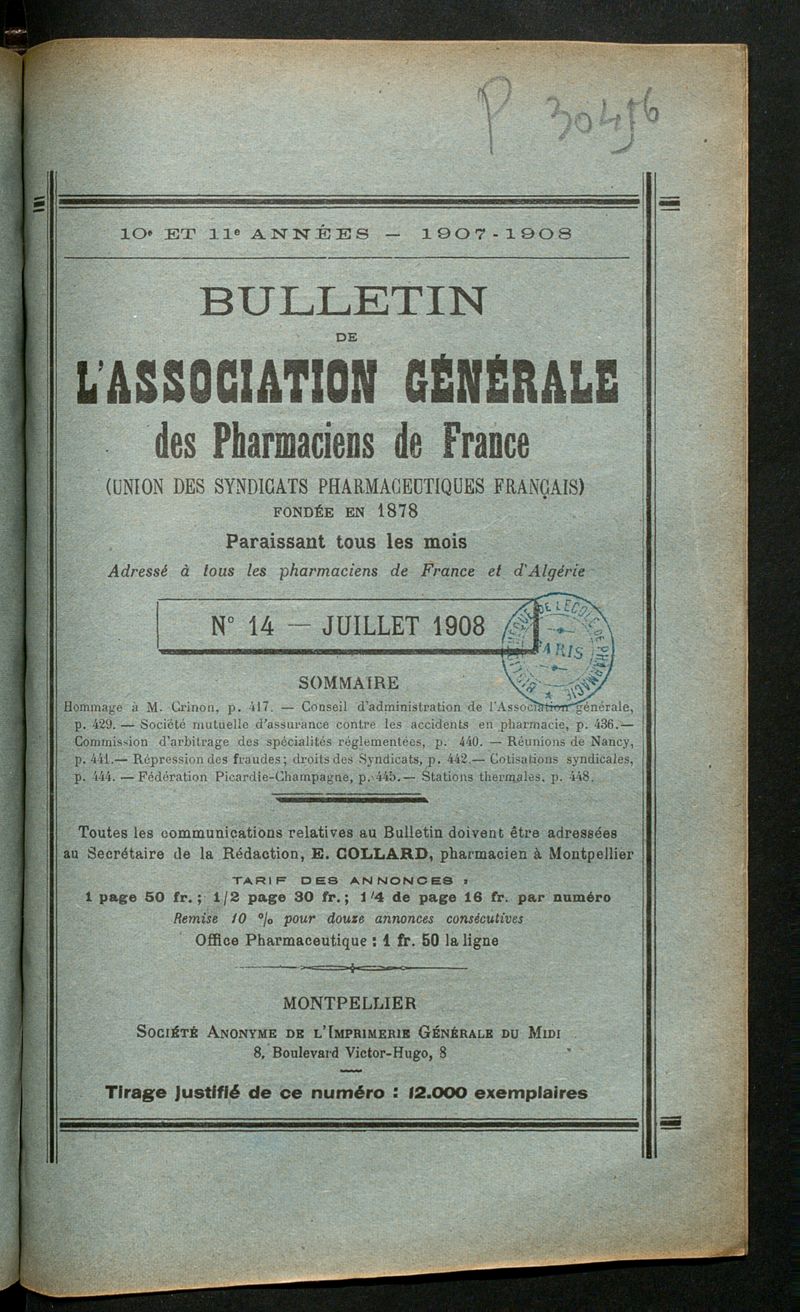 P 30456
10e ET 11e ANNÉES — 1907-1908
BULLETIN
DE
L'ASSOCIATION GÉNÉRALE
des Pharmaciens de France
(UNION DES SYNDICATS PHARMACEUTIQUES FRANÇAIS)
FONDÉE EN 1878
Paraissant tous les mois
Adressé à tous les pharmaciens de France et d'Algérie
N° 14 — JUILLET 1908
BIBLIOTHÈQUE DE L'ECOLE DE PHARMACIE
PARIS
SOMMAIRE
Hommage à M. Crinon, p. 417. — Conseil d'administration de l'Association générale,
p. 429. — Société mutuelle d'assurance contre les accidents en pharmacie, p. 436.—
Commission d'arbitrage des spécialités réglementées, p. 440. — Réunions de Nancy,
p. 441.— Répression des fraudes; droits des Syndicats, p. 442.— Cotisations syndicales,
p. 444. — Fédération Picardie-Champagne, p. 445.— Stations thermales, p. 448.
Toutes les communications relatives au Bulletin doivent être adressées
au Secrétaire de la Rédaction, E. COLLARD, pharmacien à Montpellier
TARIF DES ANNONCES :
1 page 50 fr.; 1/2 page 30 fr.; 1/4 de page 16 fr. par numéro
Remise 10 % pour douze annonces consécutives
Office Pharmaceutique : 1 fr. 50 la ligne
MONTPELLIER
SOCIÉTÉ ANONYME DE L'IMPRIMERIE GÉNÉRALE DU MIDI
8, Boulevard Victor-Hugo, 8
Tirage justifié de ce numéro : 12.000 exemplaires